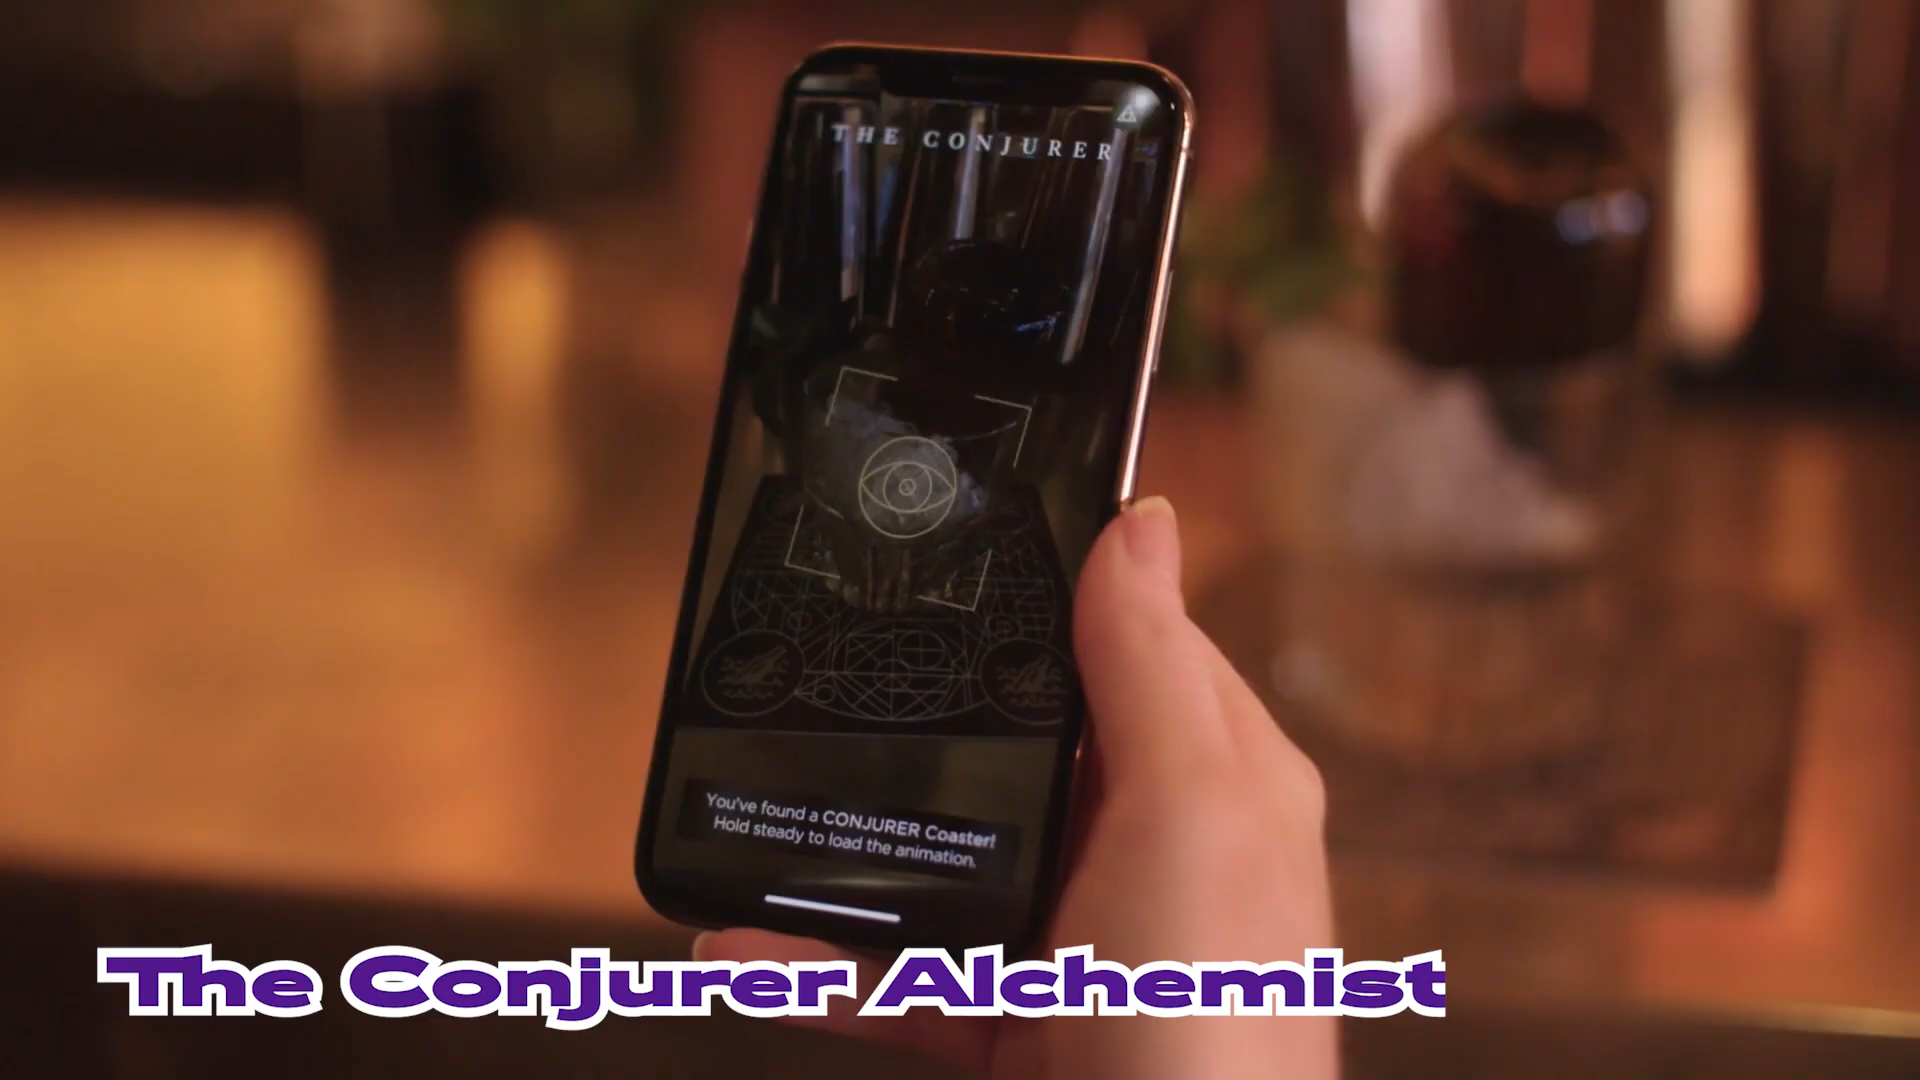 THE CONJURER
You've found a CONJURER Coaster!
Hold steady to load the animation.
The Conjurer Alchemist